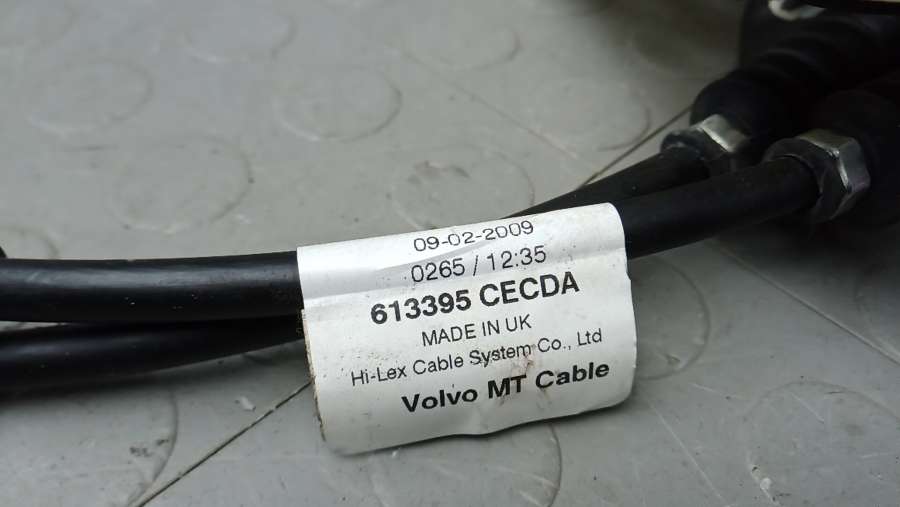 09-02-2009
0265 / 12:35
613395 CECDA
MADE IN UK
Hi-Lex Cable System Co., Ltd
Volvo MT Cable